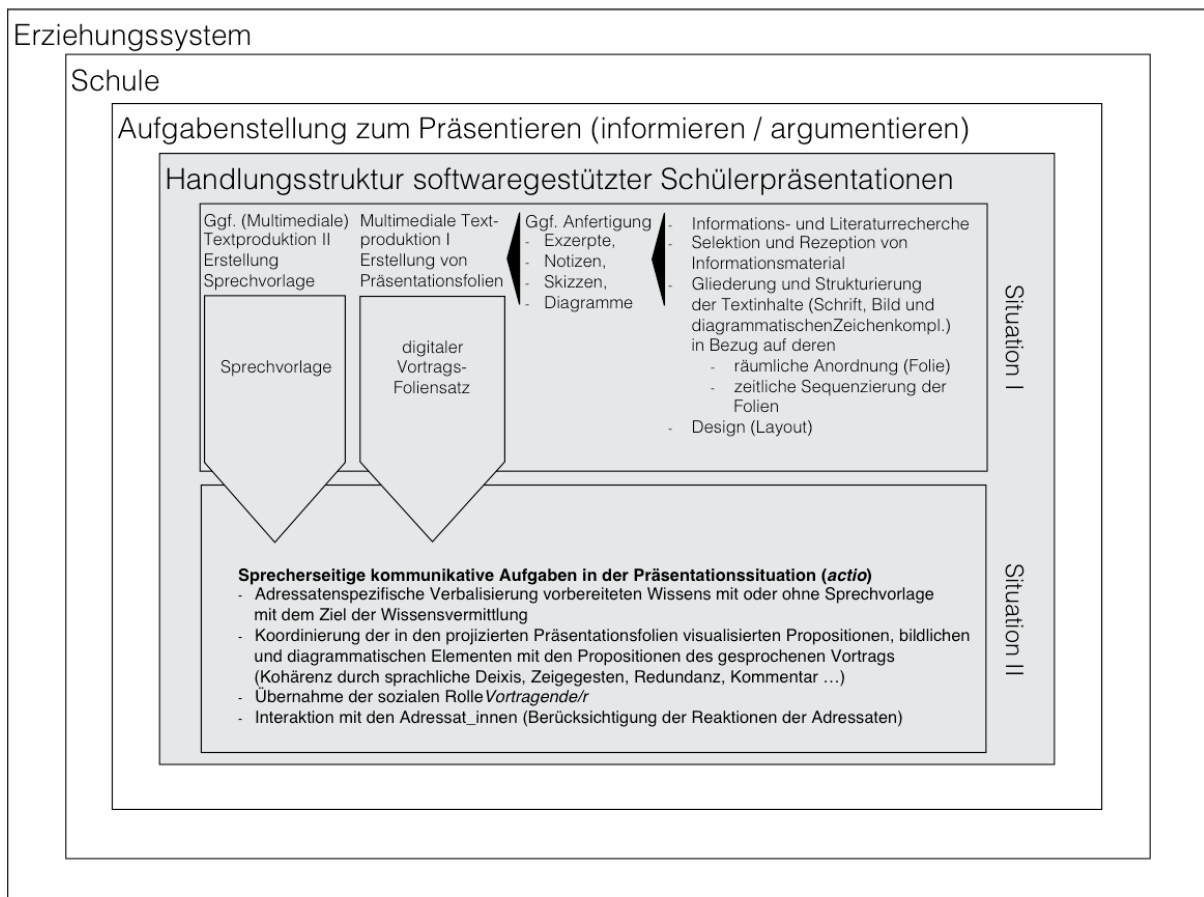 Erziehungssystem
Schule
Aufgabenstellung zum Präsentieren (informieren / argumentieren)
Handlungsstruktur softwaregestützter Schülerpräsentationen
Ggf. (Multimediale)
Textproduktion II
Erstellung
Sprechvorlage
Multimediale Text-
produktion I
Erstellung von
Präsentationsfolien
Ggf. Anfertigung
- Exzerpte,
- Notizen,
- Skizzen,
- Diagramme
- Informations- und Literaturrecherche
- Selektion und Rezeption von
Informationsmaterial
- Gliederung und Strukturierung
der Textinhalte (Schrift, Bild und
diagrammatischenZeichenkompl.)
in Bezug auf deren
- räumliche Anordnung (Folie)
- zeitliche Sequenzierung der
Folien
- Design (Layout)
Situation I
Sprechvorlage
digitaler
Vortrags-
Foliensatz
Sprecherseitige kommunikative Aufgaben in der Präsentationssituation (actio)
- Adressatenspezifische Verbalisierung vorbereiteten Wissens mit oder ohne Sprechvorlage
mit dem Ziel der Wissensvermittlung
- Koordinierung der in den projizierten Präsentationsfolien visualisierten Propositionen, bildlichen
und diagrammatischen Elementen mit den Propositionen des gesprochenen Vortrags
(Kohärenz durch sprachliche Deixis, Zeigegesten, Redundanz, Kommentar …)
- Übernahme der sozialen RolleVortragende/r
- Interaktion mit den Adressat_innen (Berücksichtigung der Reaktionen der Adressaten)
Situation II